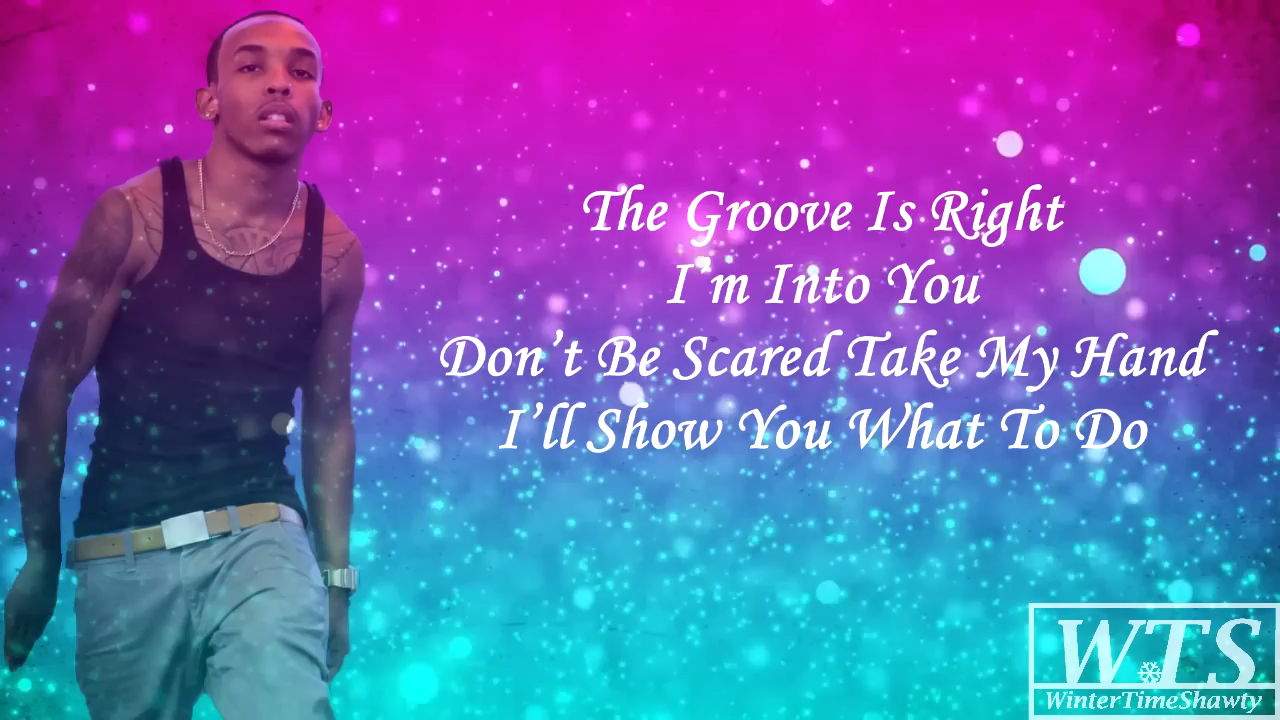 The Groove Is Right
I'm Into You
Don't Be Scared Take My Hand
I'll Show You What To Do
WTS
WinterTimeShawty